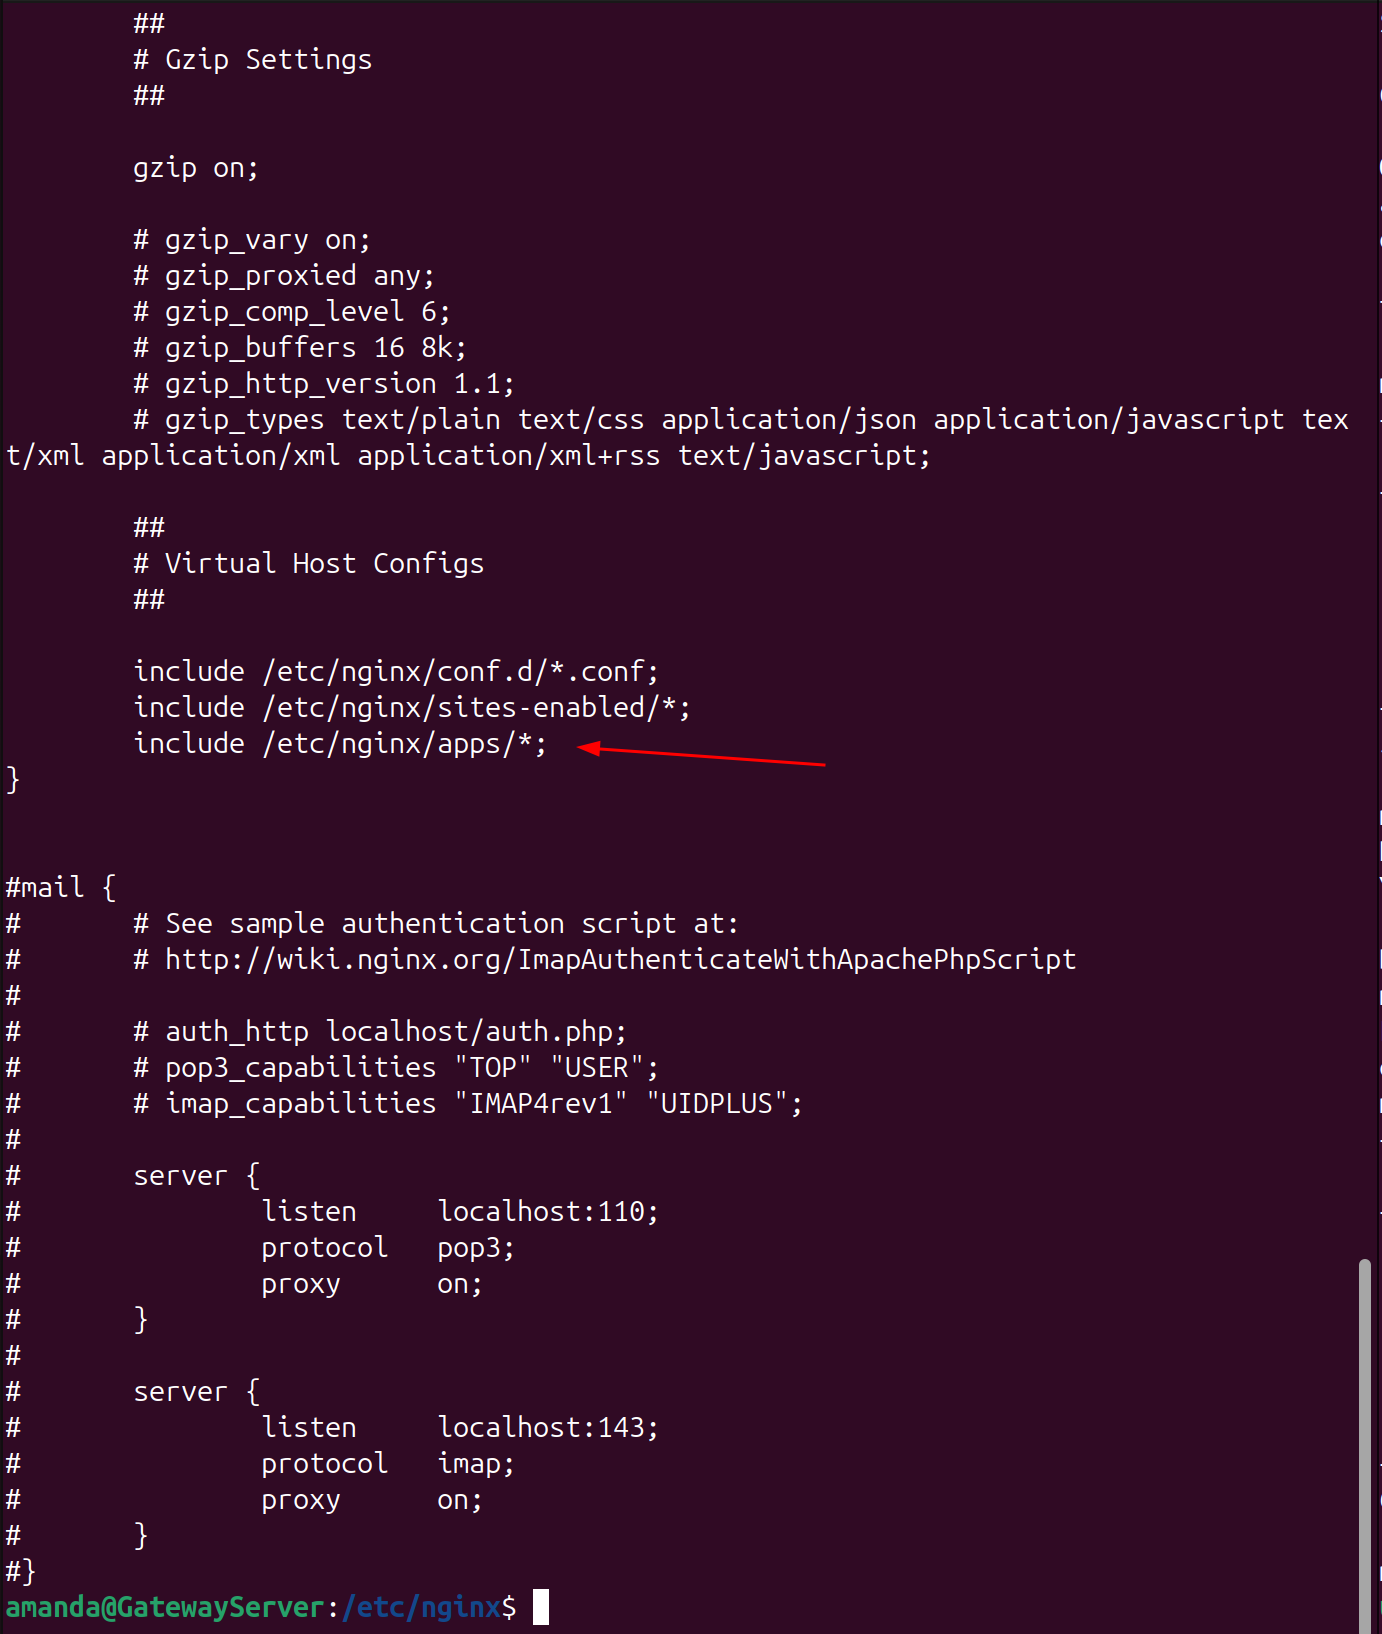 ##
# Gzip Settings
##
gzip on;
# gzip_vary on;
# gzip_proxied any;
# gzip_comp_level 6;
# gzip_buffers 16 8k;
# gzip_http_version 1.1;
# gzip_types text/plain text/css application/json application/javascript tex
t/xml application/xml application/xml+rss text/javascript;
##
# Virtual Host Configs
##
include /etc/nginx/conf.d/*.conf;
include /etc/nginx/sites-enabled/*;
include /etc/nginx/apps/*;
}
#mail {
#       # See sample authentication script at:
#       # http://wiki.nginx.org/ImapAuthenticateWithApachePhpScript
#
#       # auth_http localhost/auth.php;
#       # pop3_capabilities "TOP" "USER";
#       # imap_capabilities "IMAP4rev1" "UIDPLUS";
#
#       server {
#               listen     localhost:110;
#               protocol   pop3;
#               proxy      on;
#       }
#
#       server {
#               listen     localhost:143;
#               protocol   imap;
#               proxy      on;
#       }
#}
amanda@GatewayServer:/etc/nginx$